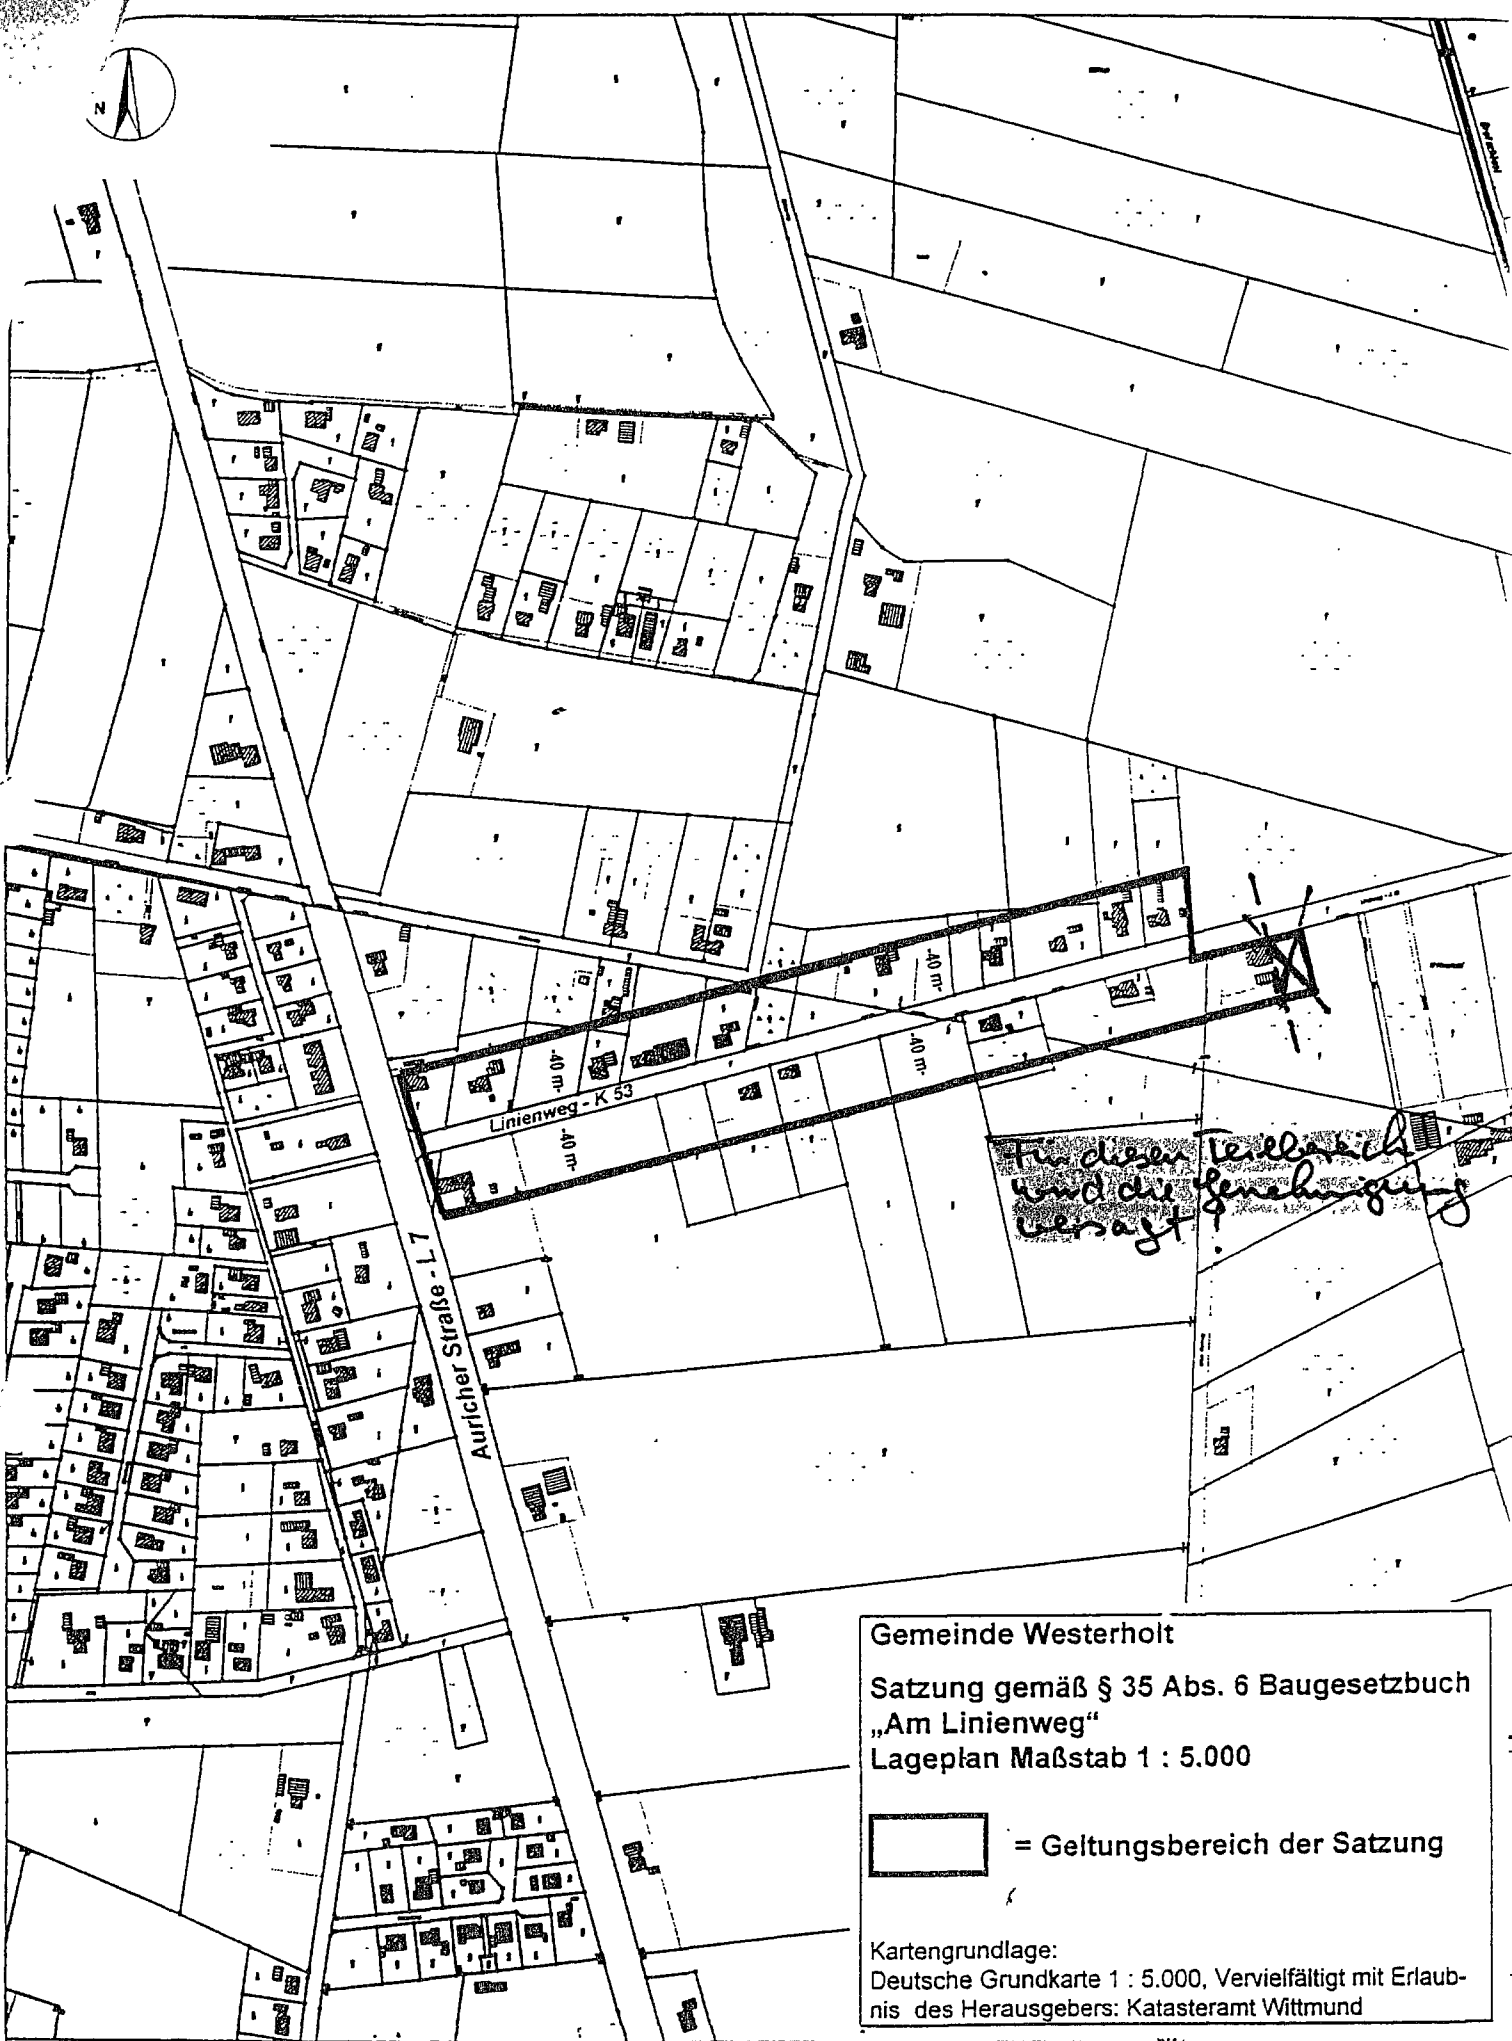 N
-40 m-
-40 m-
Linienweg - K 53
-40 m-
-40 m-
Für diesen Teilbereich
wird die Genehmigung
versagt
Auricher Straße - L 7
Gemeinde Westerholt
Satzung gemäß § 35 Abs. 6 Baugesetzbuch
„Am Linienweg“
Lageplan Maßstab 1 : 5.000
= Geltungsbereich der Satzung
Kartengrundlage:
Deutsche Grundkarte 1 : 5.000, Vervielfältigt mit Erlaub-
nis des Herausgebers: Katasteramt Wittmund